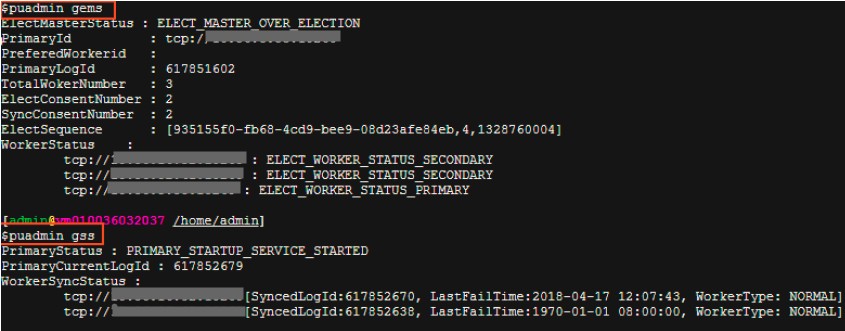 $puadmin gems
ElectMasterStatus : ELECT_MASTER_OVER_ELECTION
PrimaryId : tcp:/
PreferedWorkerid :
PrimaryLogId : 617851602
TotalWokerNumber : 3
ElectConsentNumber : 2
SyncConsentNumber : 2
ElectSequence : [935155f0-fb68-4cd9-bee9-08d23afe84eb,4,1328760004]
WorkerStatus :
tcp:// : ELECT_WORKER_STATUS_SECONDARY
tcp:// : ELECT_WORKER_STATUS_SECONDARY
tcp:// : ELECT_WORKER_STATUS_PRIMARY
[admin@vm010036032037 /home/admin]
$puadmin gss
PrimaryStatus : PRIMARY_STARTUP_SERVICE_STARTED
PrimaryCurrentLogId : 617852679
WorkerSyncStatus :
tcp:// [SyncedLogId:617852670, LastFailTime:2018-04-17 12:07:43, WorkerType: NORMAL]
tcp:// [SyncedLogId:617852638, LastFailTime:1970-01-01 08:00:00, WorkerType: NORMAL]